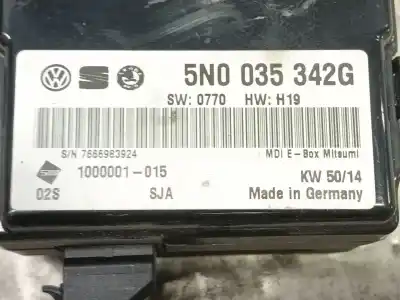 5N0 035 342G
SW: 0770 HW: H19
S/N 7666983924 MDI E-Box Mitsumi
1000001-015 KW 50/14
02S SJA Made in Germany